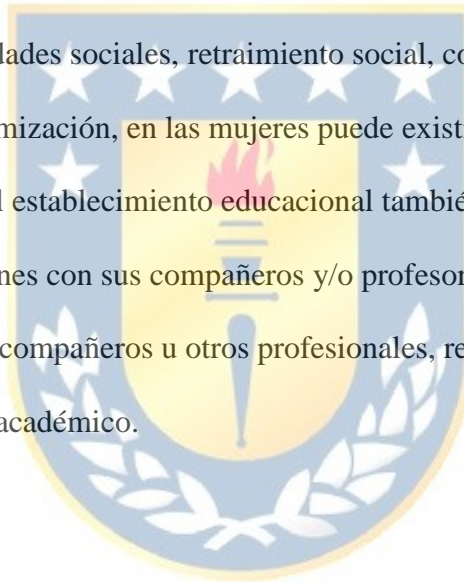 dades sociales, retraimiento social, co
mización, en las mujeres puede exist
l establecimiento educacional tambié
nes con sus compañeros y/o profesor
compañeros u otros profesionales, re
académico.